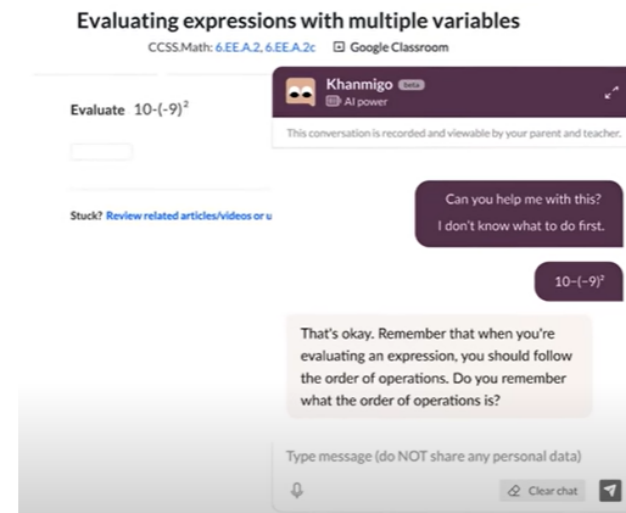 Evaluating expressions with multiple variables
CCSS.Math: 6.EE.A.2, 6.EE.A.2c Google Classroom
Evaluate 10-(-9)²
Stuck? Review related articles/videos or u
Khanmigo beta
AI power
This conversation is recorded and viewable by your parent and teacher.
Can you help me with this?
I don't know what to do first.
10-(-9)²
That's okay. Remember that when you're
evaluating an expression, you should follow
the order of operations. Do you remember
what the order of operations is?
Type message (do NOT share any personal data)
Clear chat